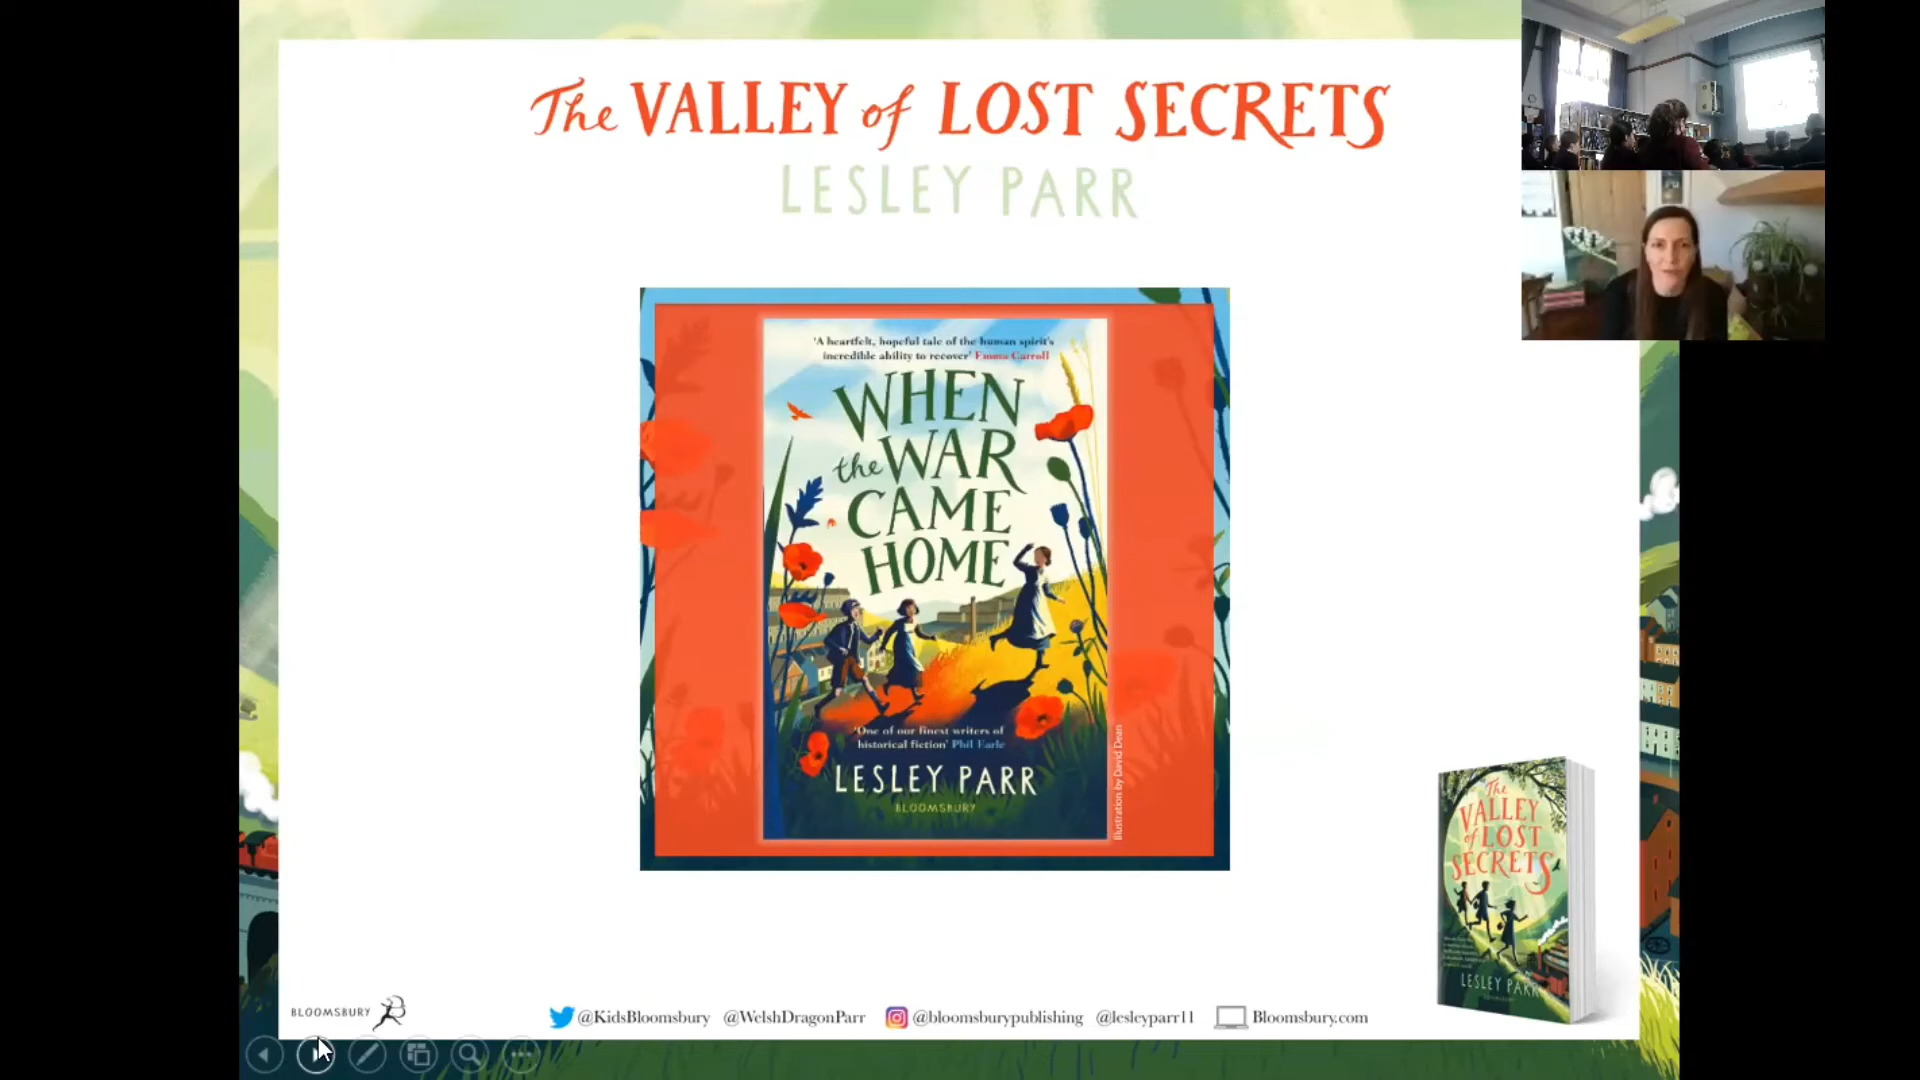 The VALLEY of LOST SECRETS
LESLEY PARR
'A heartfelt, hopeful tale of the human spirit's
incredible ability to recover' Emma Carroll
WHEN
the WAR
CAME
HOME
'One of our finest writers of
historical fiction' Phil Earle
LESLEY PARR
BLOOMSBURY
Illustration by David Dean
The
VALLEY
of LOST
SECRETS
LESLEY PARR
BLOOMSBURY
@KidsBloomsbury @WelshDragonParr @bloomsburypublishing @lesleyparr11 Bloomsbury.com